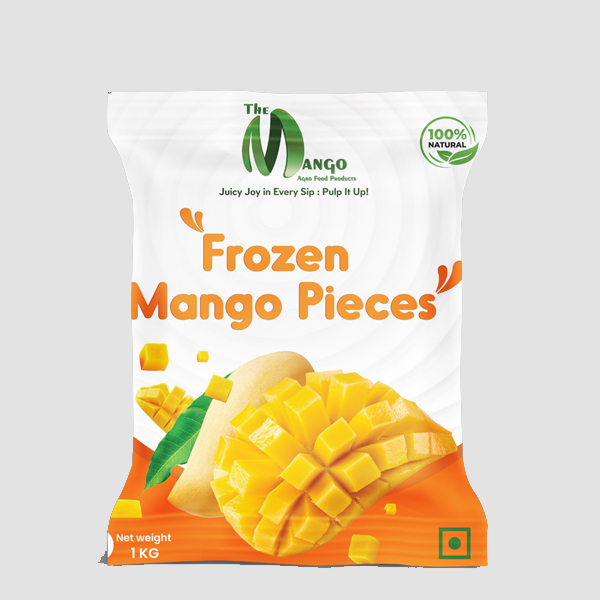 The
Mango
Agro Food Products
Juicy Joy in Every Sip : Pulp It Up!
100%
NATURAL
Frozen
Mango Pieces
Net weight
1 KG